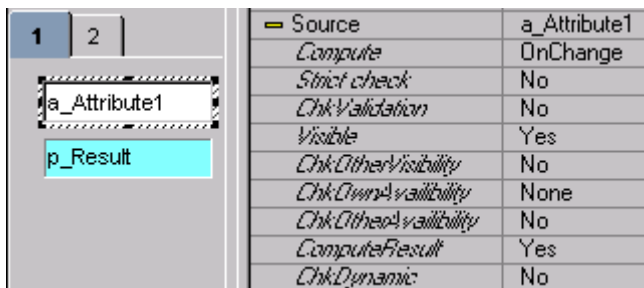 1 2
a_Attribute1
p_Result
Source a_Attribute1
Compute OnChange
Strict check No
ChkValidation No
Visible Yes
ChkOtherVisibility No
ChkOwnAvailibility None
ChkOtherAvailibility No
ComputeResult Yes
ChkDynamic No